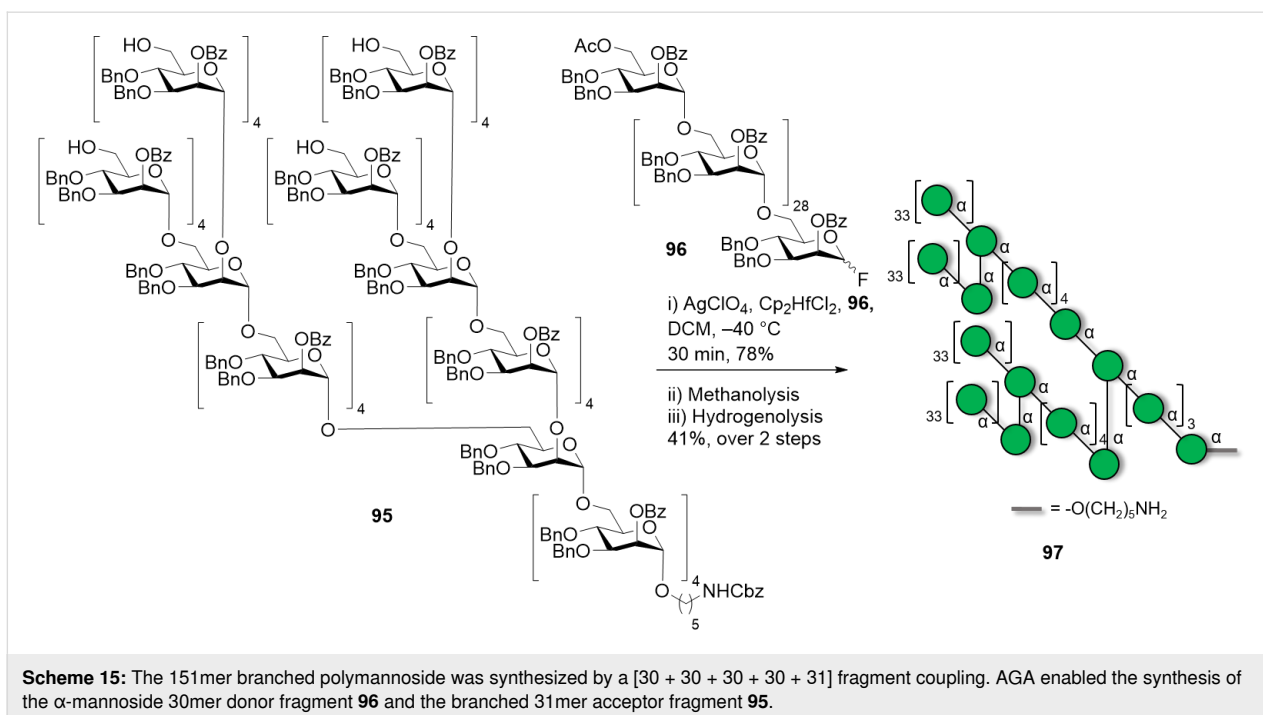 HO
OBz
O
BnO
BnO
4
HO
OBz
O
BnO
BnO
4
HO
OBz
O
BnO
BnO
4
HO
OBz
O
BnO
BnO
4
O
O
O
BnO
BnO
O
O
O
BnO
BnO
O
OBz
O
BnO
BnO
4
O
O
OBz
O
BnO
BnO
4
O
O
BnO
BnO
O
OBz
O
BnO
BnO
4
O
NHCbz
5
95
AcO
OBz
O
BnO
BnO
O
OBz
O
BnO
BnO
28
O
OBz
O
BnO
BnO
F
96
i) AgClO4, Cp2HfCl2, 96,
DCM, –40 °C
30 min, 78%
ii) Methanolysis
iii) Hydrogenolysis
41%, over 2 steps
33
α
α
33
α
α
α
4
α
33
α
α
α
3
33
α
α
α
4
α
α
= -O(CH2)5NH2
97
Scheme 15: The 151mer branched polymannoside was synthesized by a [30 + 30 + 30 + 30 + 31] fragment coupling. AGA enabled the synthesis of
the α-mannoside 30mer donor fragment 96 and the branched 31mer acceptor fragment 95.